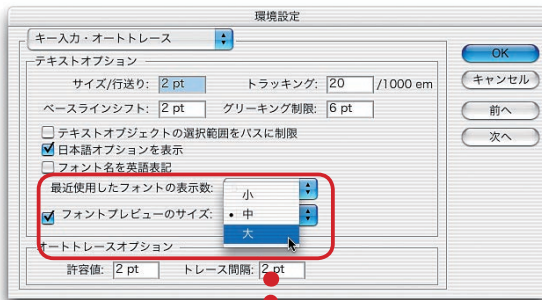 環境設定
キー入力・オートトレース
OK
キャンセル
前へ
次へ
テキストオプション
サイズ/行送り: 2 pt トラッキング: 20 /1000 em
ベースラインシフト: 2 pt グリーキング制限: 6 pt
テキストオブジェクトの選択範囲をパスに制限
日本語オプションを表示
フォント名を英語表記
最近使用したフォントの表示数:
フォントプレビューのサイズ:
小
中
大
オートトレースオプション
許容値: 2 pt トレース間隔: 2 pt